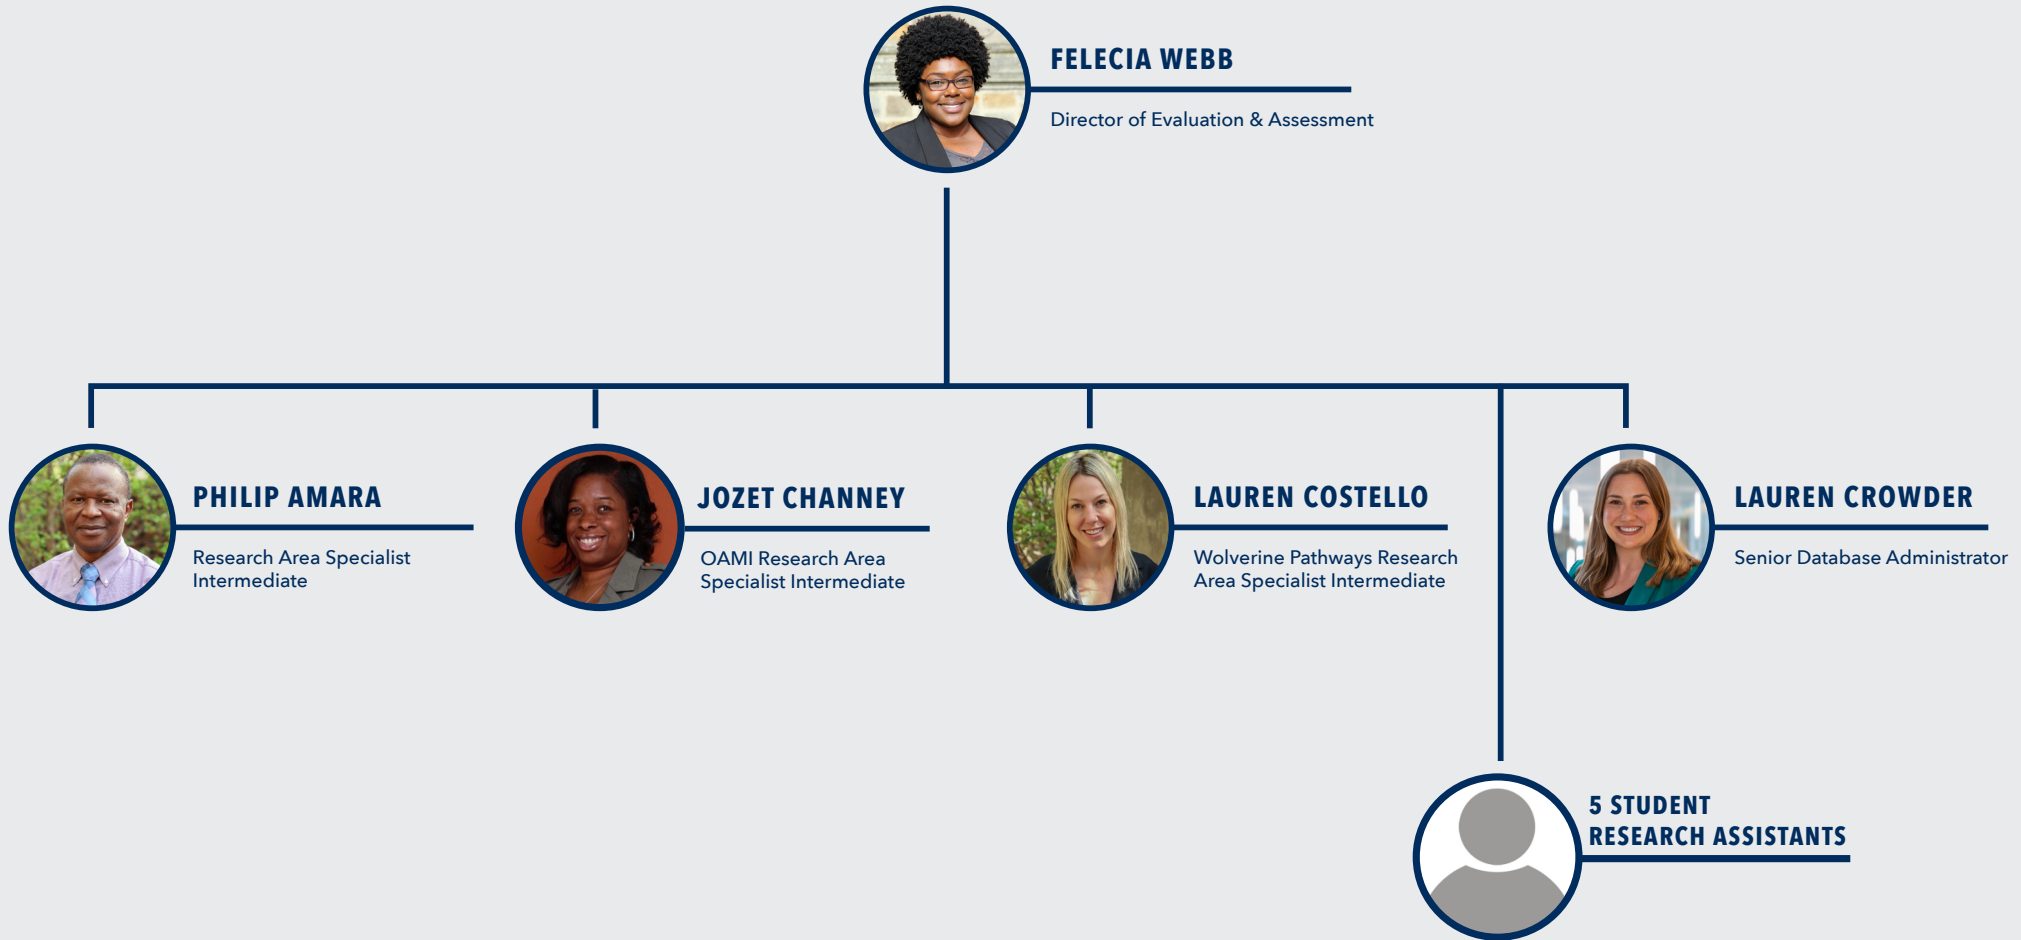 FELECIA WEBB
Director of Evaluation & Assessment
PHILIP AMARA
Research Area Specialist
Intermediate
JOZET CHANNEY
OAMI Research Area
Specialist Intermediate
LAUREN COSTELLO
Wolverine Pathways Research
Area Specialist Intermediate
LAUREN CROWDER
Senior Database Administrator
5 STUDENT
RESEARCH ASSISTANTS